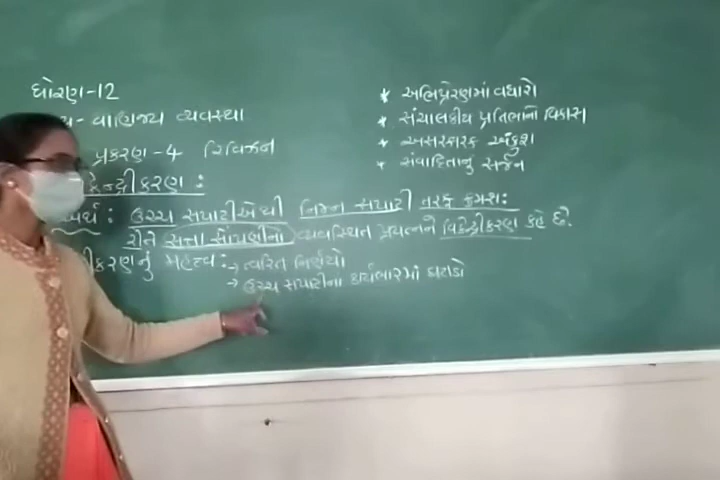 ધોરણ-12
- વાણિજ્ય વ્યવસ્થા
પ્રકરણ -4 રિવિઝન
કેન્દ્રીકરણ :
અર્થ : ઉચ્ચ સપાટીએથી નિમ્ન સપાટી તરફ ક્રમશ:
રીતે સત્તા સોંપણીના વ્યવસ્થિત પ્રયત્નને વિકેન્દ્રીકરણ કહે છે.
કરણનું મહત્વ : → ત્વરિત નિર્ણયો
→ ઉચ્ચ સપાટીના કાર્યભારમાં ઘટાડો
* અભિપ્રેરણમાં વધારો
* સંચાલકીય પ્રતિભાનો વિકાસ
* અસરકારક અંકુશ
* સંવાદિતાનું સર્જન